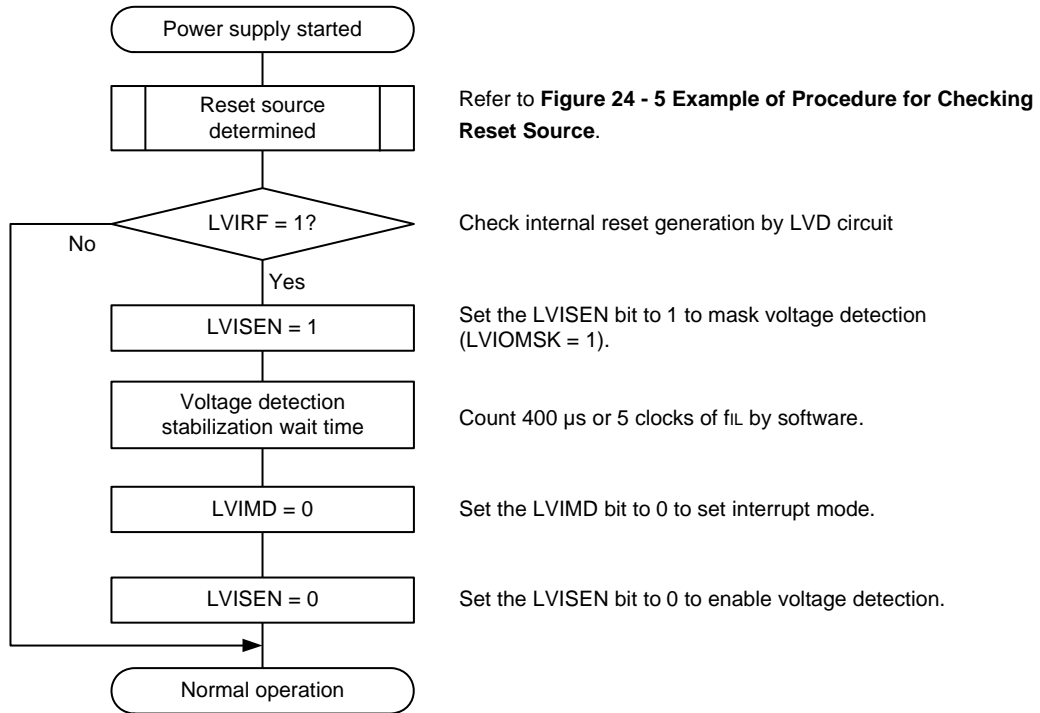 Power supply started
Reset source
determined
Refer to Figure 24 - 5 Example of Procedure for Checking
Reset Source.
LVIRF = 1?
Check internal reset generation by LVD circuit
No
Yes
LVISEN = 1
Set the LVISEN bit to 1 to mask voltage detection
(LVIOMSK = 1).
Voltage detection
stabilization wait time
Count 400 µs or 5 clocks of fIL by software.
LVIMD = 0
Set the LVIMD bit to 0 to set interrupt mode.
LVISEN = 0
Set the LVISEN bit to 0 to enable voltage detection.
Normal operation